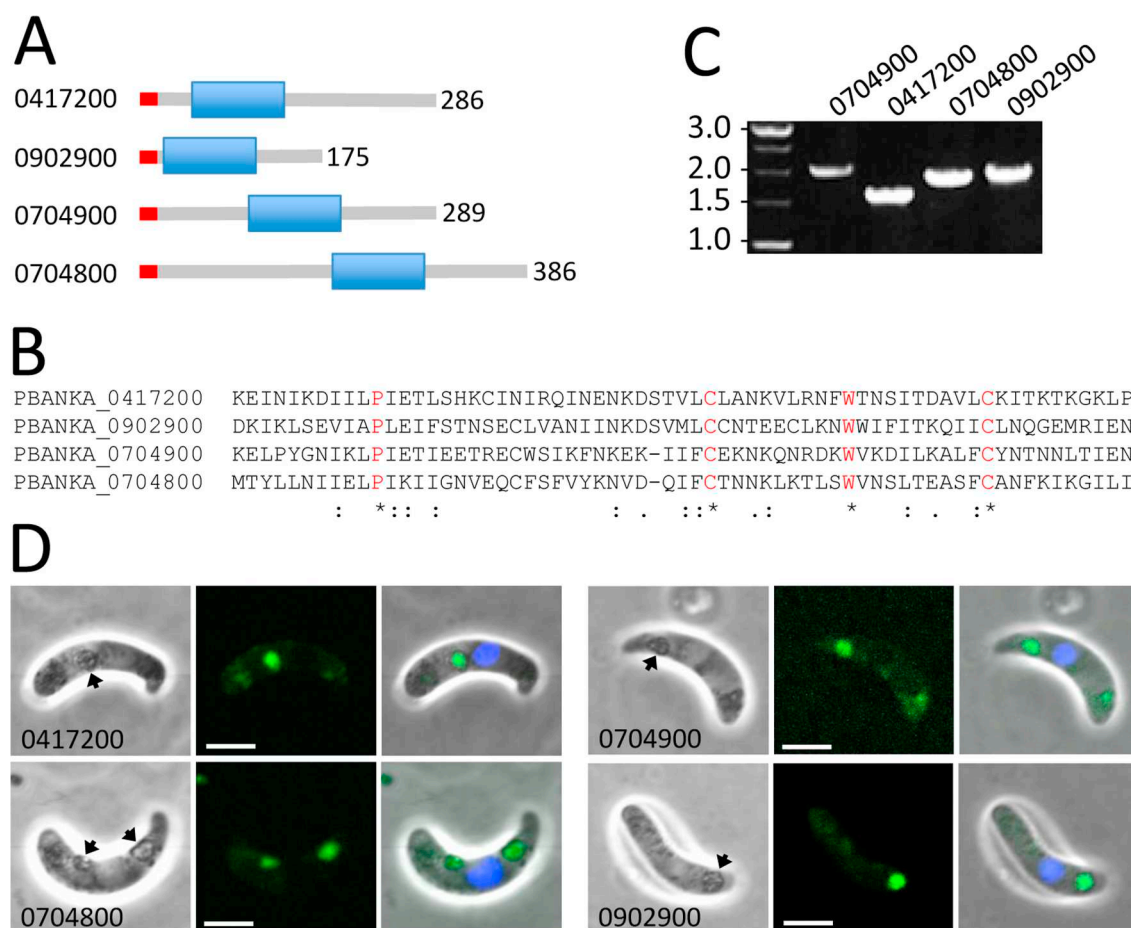 A
0417200
286
0902900
175
0704900
289
0704800
386
C
0704900
0417200
0704800
0902900
3.0
2.0
1.5
1.0
B
PBANKA_0417200 KEINIKDIILPIETLSHKCINIRQINENKDSTVLCLANKVLRNFWTNSITDAVLCKITKTKGKLP
PBANKA_0902900 DKIKLSEVIAPLEIFSTNSECLVANIINKDSVMLCCNTEECLKNWWIFITKQIICLNQGEMRIEN
PBANKA_0704900 KELPYGNIKLPIETIEETRECWSIKFNKEK-IIFCEKNKQNRDKWVKDILKALFCYNTNNLTIEN
PBANKA_0704800 MTYLLNIIELPIKIIGNVEQCFSFVYKNVD-QIFCTNNKLKTLSWVNSLTEASFCANFKIKGILI
: *:: : : . ::* .: * : . :*
D
0417200
0704900
0704800
0902900